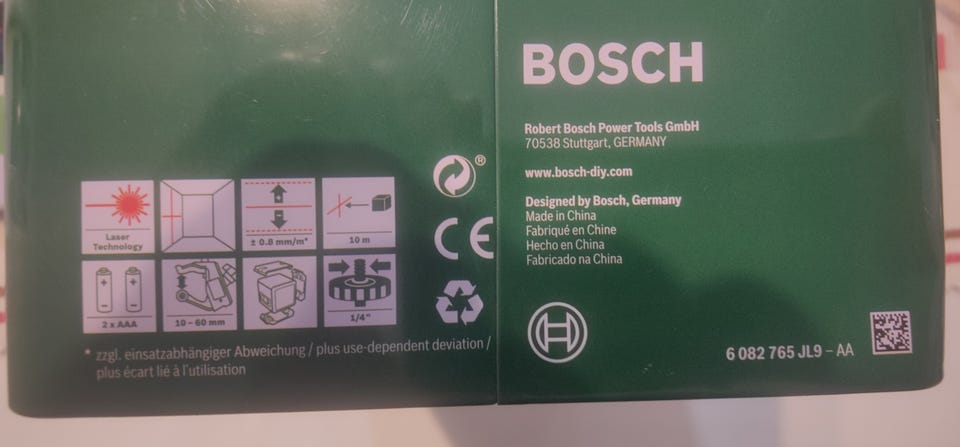 Laser
Technology
± 0.8 mm/m*
10 m
2 x AAA
10 – 60 mm
1/4"
* zzgl. einsatzabhängiger Abweichung / plus use-dependent deviation /
plus écart lié à l'utilisation
®
CE
BOSCH
Robert Bosch Power Tools GmbH
70538 Stuttgart, GERMANY
www.bosch-diy.com
Designed by Bosch, Germany
Made in China
Fabriqué en Chine
Hecho en China
Fabricado na China
6 082 765 JL9 – AA